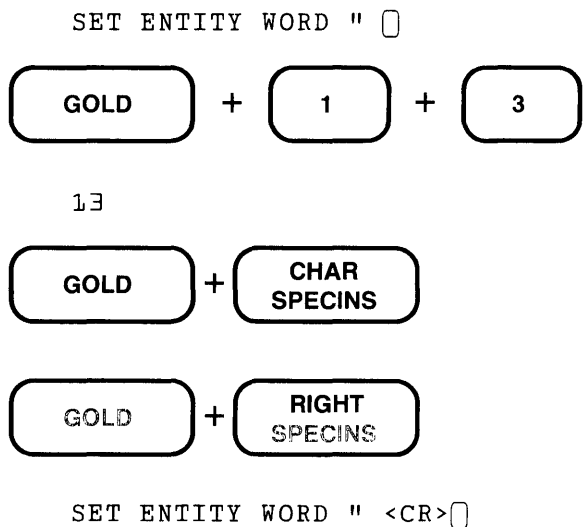 SET ENTITY WORD "
GOLD + 1 + 3
13
GOLD + CHAR SPECINS
GOLD + RIGHT SPECINS
SET ENTITY WORD " <CR>